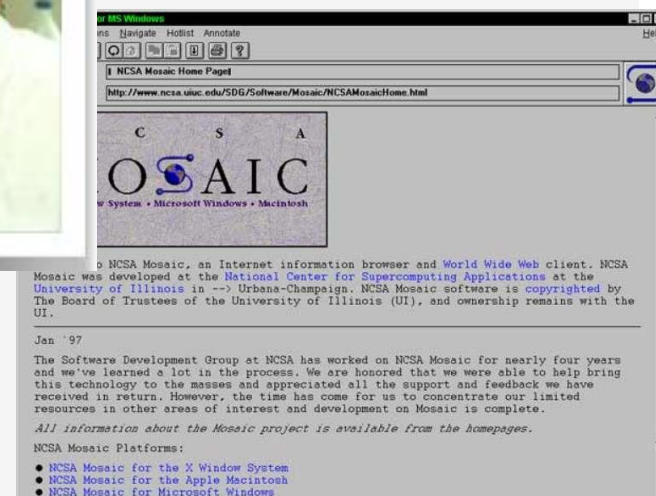 or MS Windows
ns Navigate Hotlist Annotate
Hel
?
NCSA Mosaic Home Page
http://www.ncsa.uiuc.edu/SDG/Software/Mosaic/NCSAMosaicHome.html
C S A
OSAIC
w System • Microsoft Windows • Macintosh
o NCSA Mosaic, an Internet information browser and World Wide Web client. NCSA
Mosaic was developed at the National Center for Supercomputing Applications at the
University of Illinois in --> Urbana-Champaign. NCSA Mosaic software is copyrighted by
The Board of Trustees of the University of Illinois (UI), and ownership remains with the
UI.
Jan `97
The Software Development Group at NCSA has worked on NCSA Mosaic for nearly four years
and we've learned a lot in the process. We are honored that we were able to help bring
this technology to the masses and appreciated all the support and feedback we have
received in return. However, the time has come for us to concentrate our limited
resources in other areas of interest and development on Mosaic is complete.
All information about the Mosaic project is available from the homepages.
NCSA Mosaic Platforms:
● NCSA Mosaic for the X Window System
● NCSA Mosaic for the Apple Macintosh
● NCSA Mosaic for Microsoft Windows